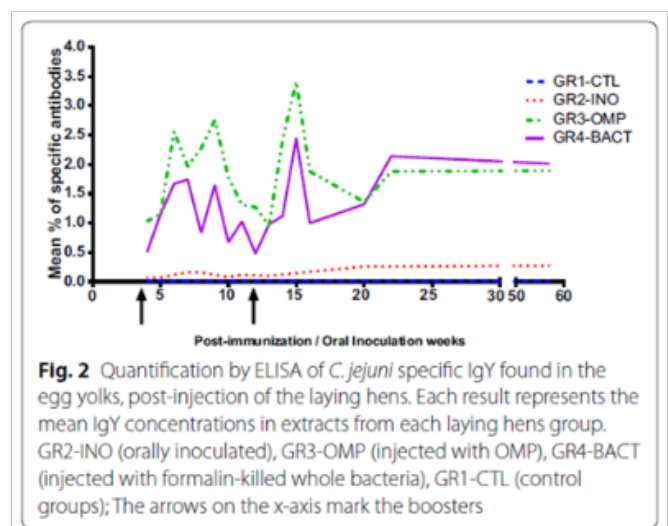 4.0
3.5
3.0
2.5
2.0
1.5
1.0
0.5
0.0
Mean % of specific antibodies
GR1-CTL
GR2-INO
GR3-OMP
GR4-BACT
0 5 10 15 20 25 30 50 60
Post-immunization / Oral Inoculation weeks
Fig. 2 Quantification by ELISA of C. jejuni specific IgY found in the
egg yolks, post-injection of the laying hens. Each result represents the
mean IgY concentrations in extracts from each laying hens group.
GR2-INO (orally inoculated), GR3-OMP (injected with OMP), GR4-BACT
(injected with formalin-killed whole bacteria), GR1-CTL (control
groups); The arrows on the x-axis mark the boosters